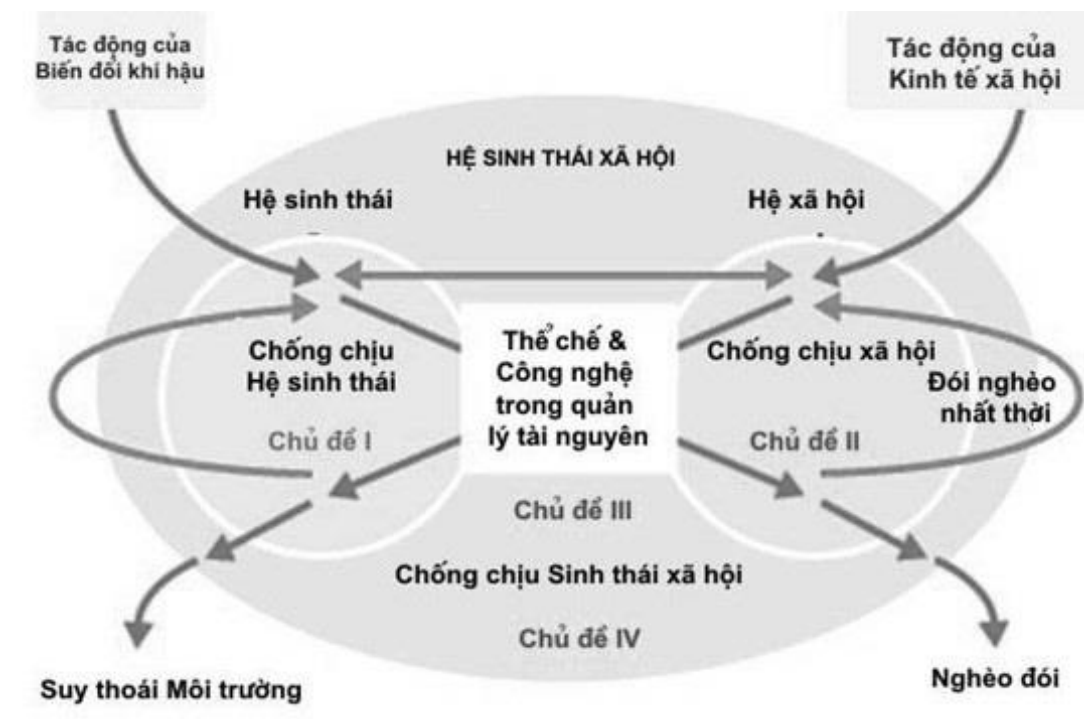 Tác động của
Biến đổi khí hậu
Tác động của
Kinh tế xã hội
HỆ SINH THÁI XÃ HỘI
Hệ sinh thái
Hệ xã hội
Thể chế &
Công nghệ
trong quản
lý tài nguyên
Chống chịu
Hệ sinh thái
Chống chịu xã hội
Đói nghèo
nhất thời
Chủ đề I
Chủ đề II
Chủ đề III
Chống chịu Sinh thái xã hội
Chủ đề IV
Suy thoái Môi trường
Nghèo đói